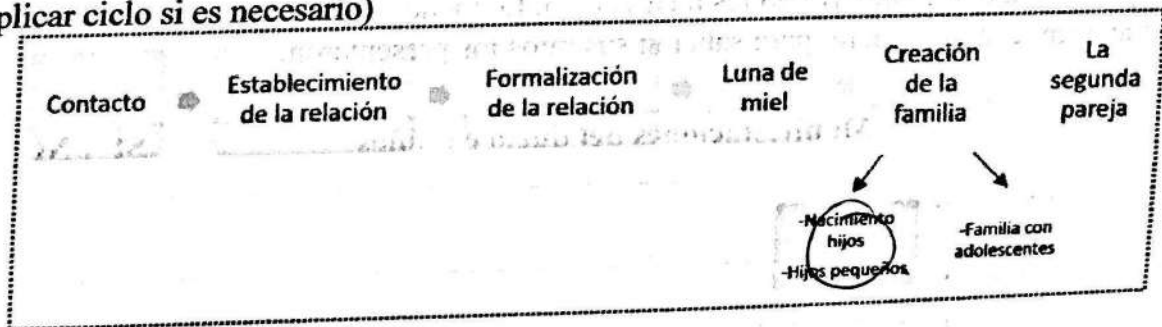 plicar ciclo si es necesario)
Contacto
Establecimiento
de la relación
Formalización
de la relación
Luna de
miel
Creación
de la
familia
La
segunda
pareja
-Nacimiento
hijos
-Hijos pequeños
-Familia con
adolescentes